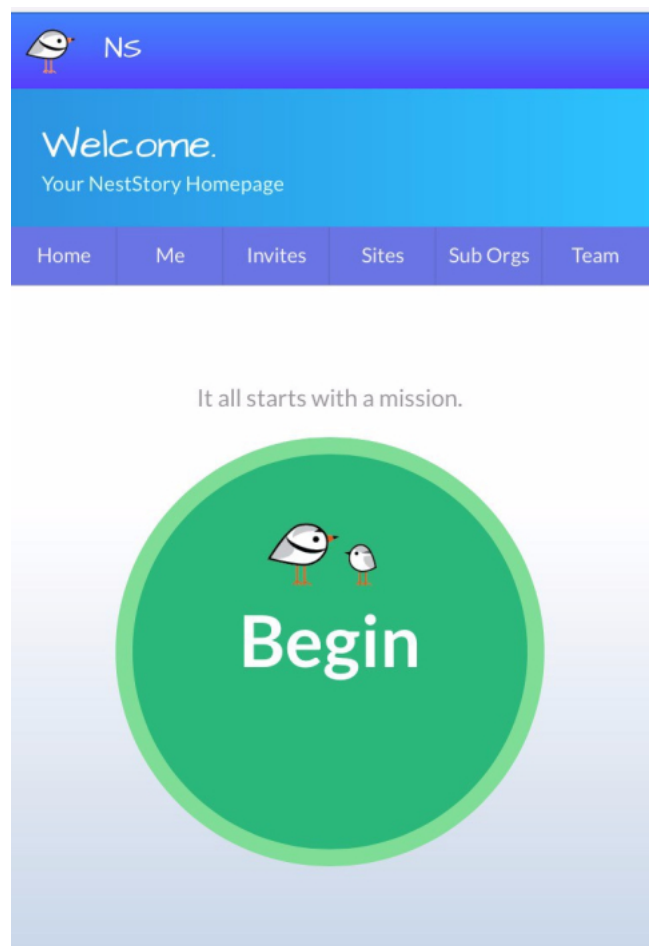 NS
Welcome.
Your NestStory Homepage
Home Me Invites Sites Sub Orgs Team
It all starts with a mission.
Begin